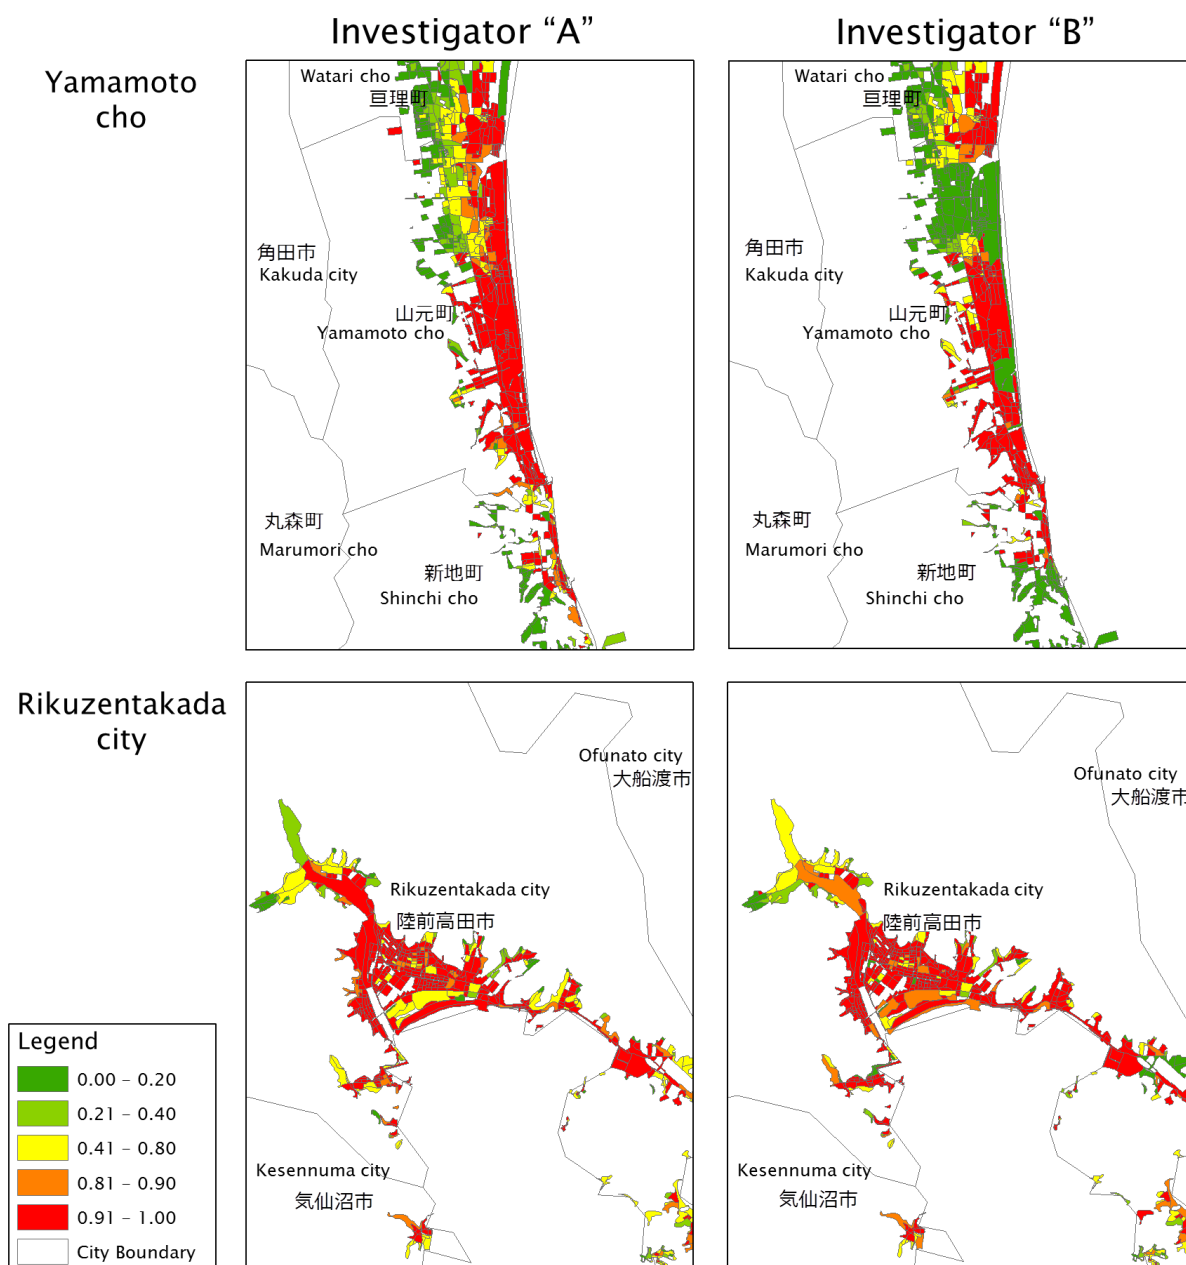 Investigator “A”
Investigator “B”
Yamamoto
cho
Watari cho
亘理町
角田市
Kakuda city
山元町
Yamamoto cho
丸森町
Marumori cho
新地町
Shinchi cho
Watari cho
亘理町
角田市
Kakuda city
山元町
Yamamoto cho
丸森町
Marumori cho
新地町
Shinchi cho
Rikuzentakada
city
Ofunato city
大船渡市
Rikuzentakada city
陸前高田市
Kesennuma city
気仙沼市
Ofunato city
大船渡市
Rikuzentakada city
陸前高田市
Kesennuma city
気仙沼市
Legend
0.00 – 0.20
0.21 – 0.40
0.41 – 0.80
0.81 – 0.90
0.91 – 1.00
City Boundary